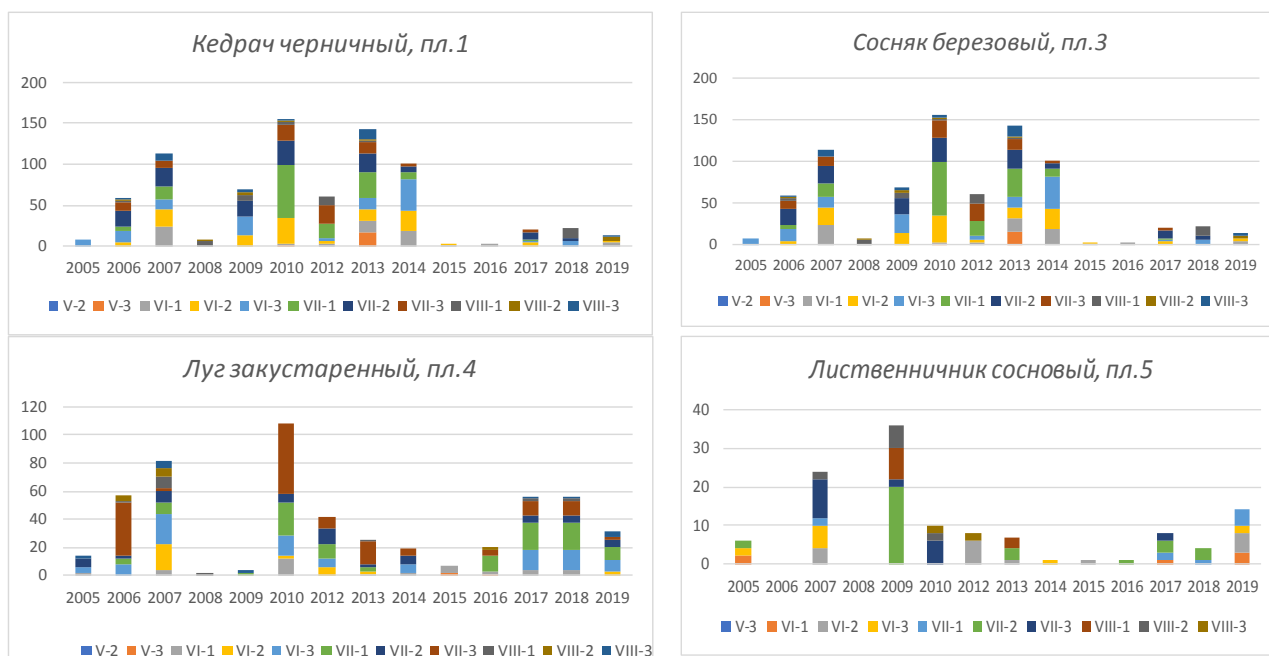 Кедрач черничный, пл.1
200
150
100
50
0
2005 2006 2007 2008 2009 2010 2012 2013 2014 2015 2016 2017 2018 2019
V-2 V-3 VI-1 VI-2 VI-3 VII-1 VII-2 VII-3 VIII-1 VIII-2 VIII-3
Сосняк березовый, пл.3
200
150
100
50
0
2005 2006 2007 2008 2009 2010 2012 2013 2014 2015 2016 2017 2018 2019
V-2 V-3 VI-1 VI-2 VI-3 VII-1 VII-2 VII-3 VIII-1 VIII-2 VIII-3
Луг закустаренный, пл.4
120
100
80
60
40
20
0
2005 2006 2007 2008 2009 2010 2012 2013 2014 2015 2016 2017 2018 2019
V-2 V-3 VI-1 VI-2 VI-3 VII-1 VII-2 VII-3 VIII-1 VIII-2 VIII-3
Лиственничник сосновый, пл.5
40
30
20
10
0
2005 2006 2007 2008 2009 2010 2012 2013 2014 2015 2016 2017 2018 2019
V-3 VI-1 VI-2 VI-3 VII-1 VII-2 VII-3 VIII-1 VIII-2 VIII-3